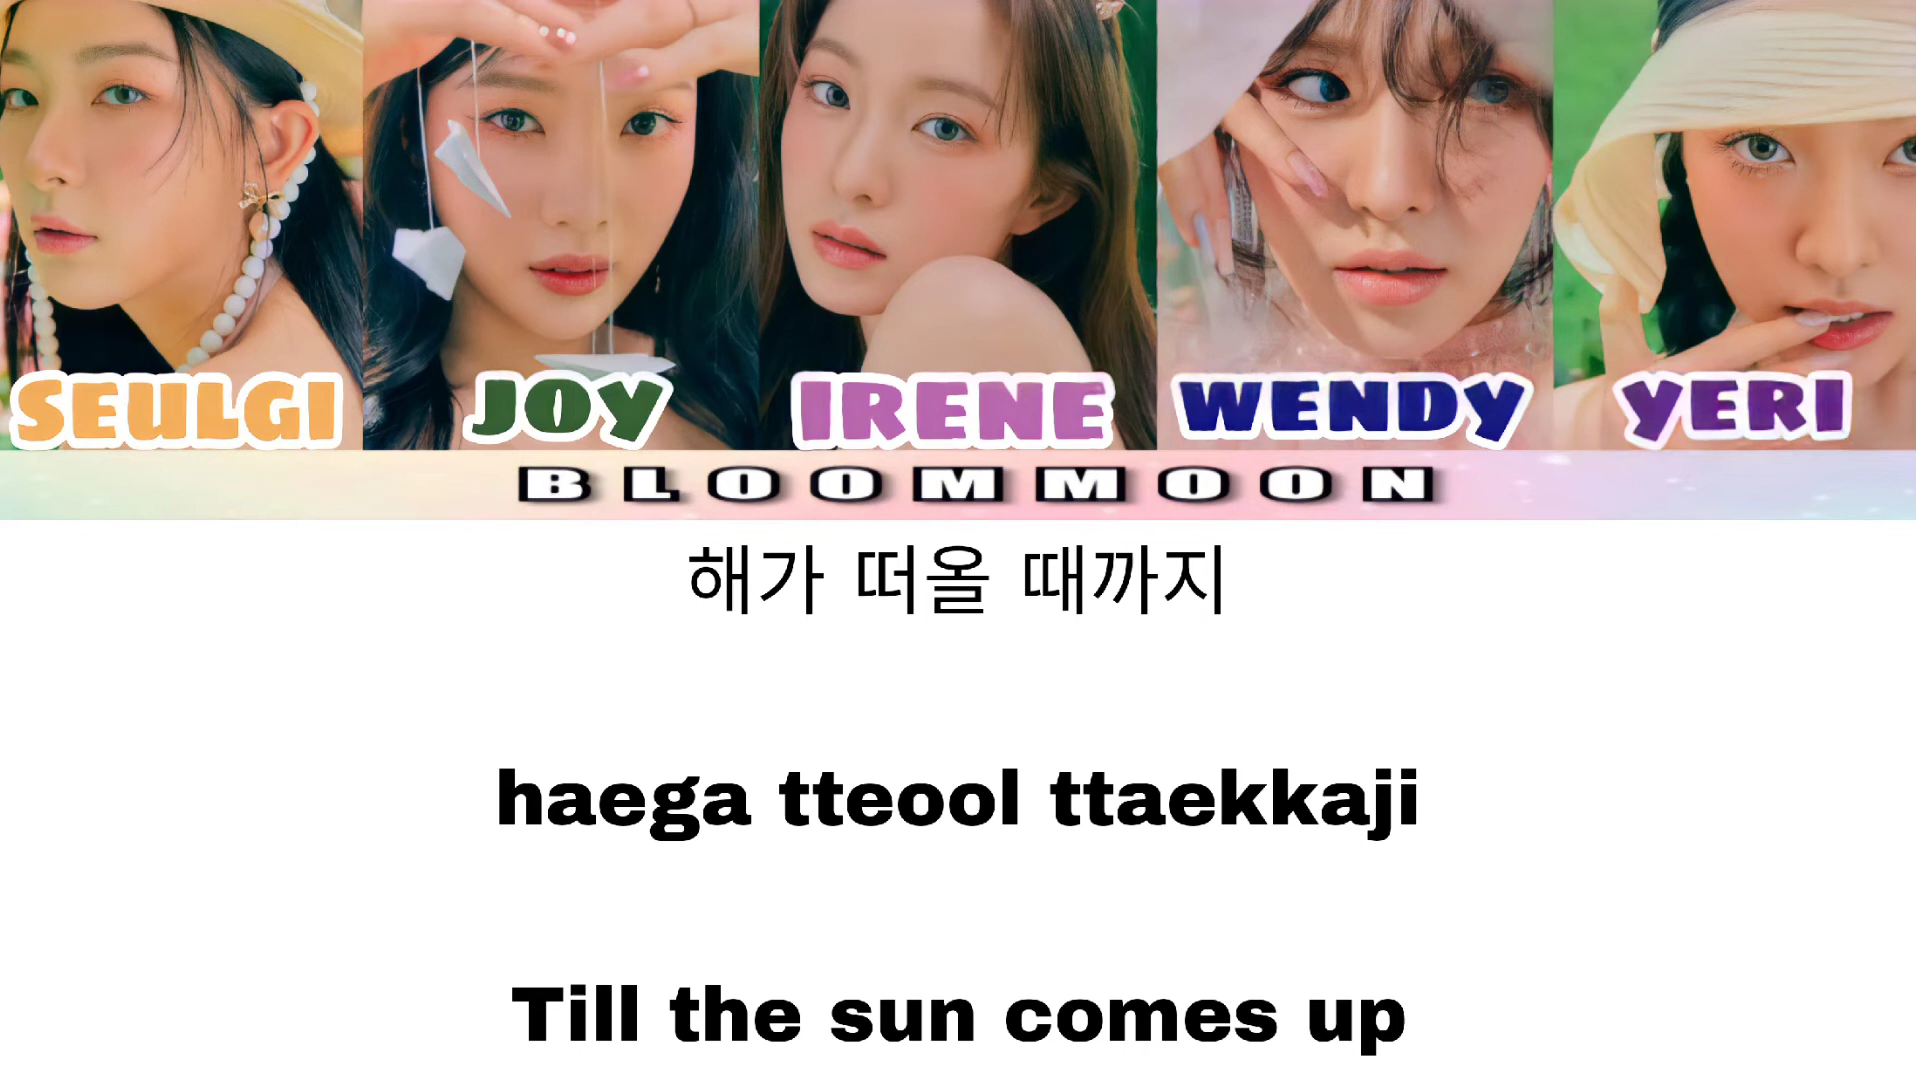 SEULGI JOY IRENE WENDY YERI
BLOOMMOON
해가 떠올 때까지
haega tteool ttaekkaji
Till the sun comes up